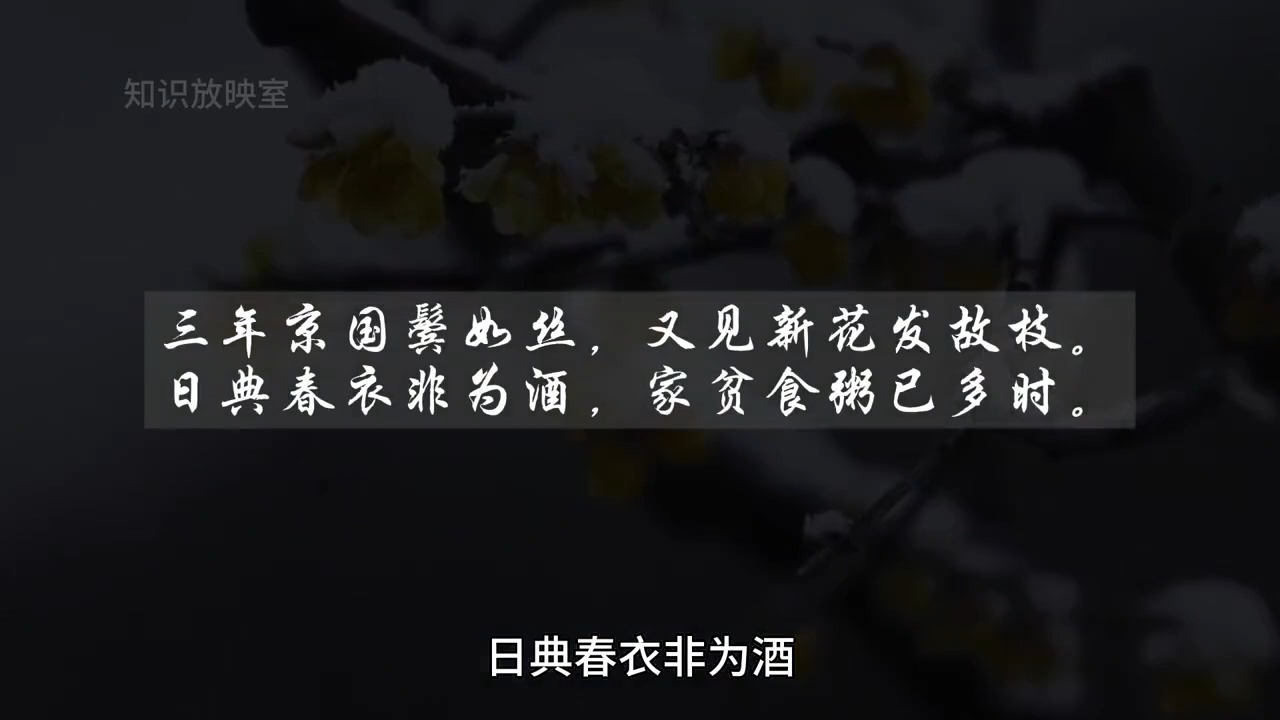 知识放映室
三年京国鬓如丝，又见新花发故枝。
日典春衣非为酒，家贫食粥已多时。
日典春衣非为酒